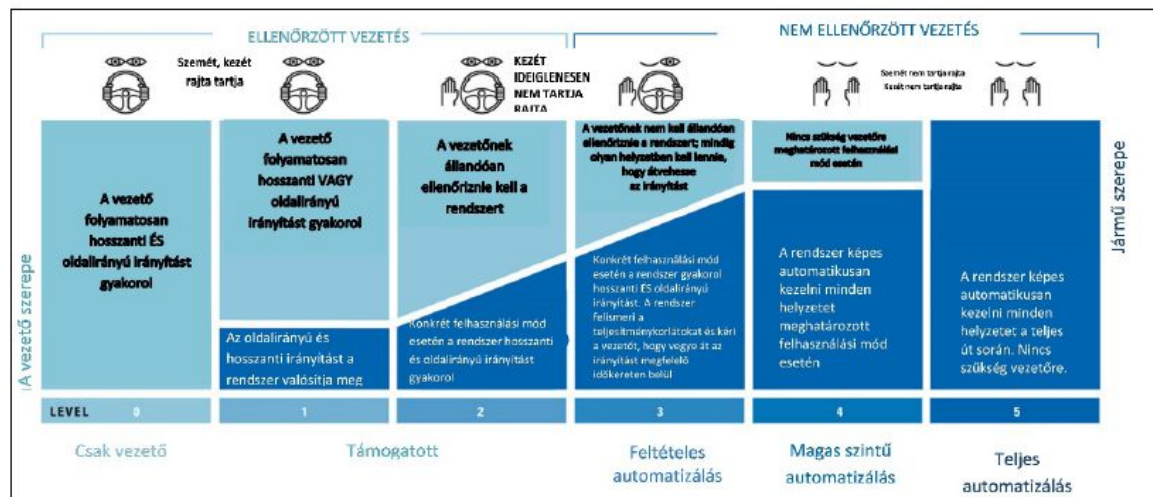 ELLENŐRZÖTT VEZETÉS
NEM ELLENŐRZÖTT VEZETÉS
Szemét, kezét
rajta tartja
KEZÉT
IDEIGLENESEN
NEM TARTJA
RAJTA
Szemét nem tartja rajta
Kezét nem tartja rajta
A vezető szerepe
A vezető
folyamatosan
hosszanti ÉS
oldalirányú irányítást
gyakorol
A vezető
folyamatosan
hosszanti VAGY
oldalirányú
irányítást gyakorol
Az oldalirányú és
hosszanti irányítást a
rendszer valósítja meg
A vezetőnek
állandóan
ellenőriznie kell a
rendszert
Konkrét felhasználási mód
esetén a rendszer hosszanti
és oldalirányú irányítást
gyakorol
A vezetőnek nem kell állandóan
ellenőriznie a rendszert; mindig
olyan helyzetben kell lennie,
hogy átvehesse
az irányítást
Konkrét felhasználási mód
esetén a rendszer gyakorol
hosszanti ÉS oldalirányú
irányítást. A rendszer
felismeri a
teljesítménykorlátokat és kéri
a vezetőt, hogy vegye át az
irányítást megfelelő
időkereten belül
Nincs szükség vezetőre
meghatározott felhasználási
mód esetén
A rendszer képes
automatikusan
kezelni minden
helyzetet
meghatározott
felhasználási mód
esetén
A rendszer képes
automatikusan
kezelni minden
helyzetet a teljes
út során. Nincs
szükség vezetőre.
Jármű szerepe
LEVEL 0 1 2 3 4 5
Csak vezető
Támogatott
Feltételes
automatizálás
Magas szintű
automatizálás
Teljes
automatizálás